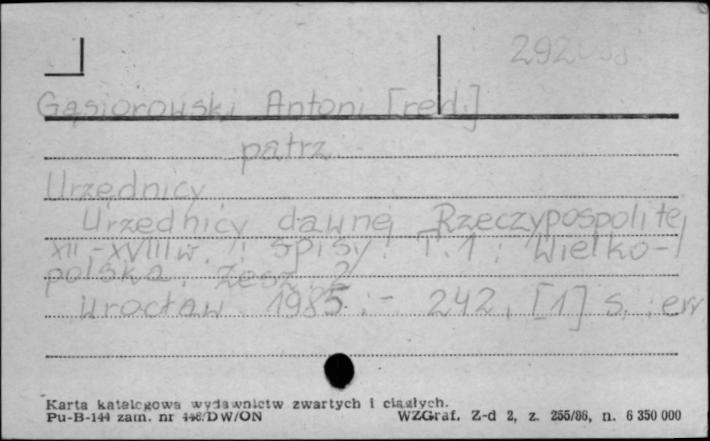 Gąsiorowski Antoni [red.]
patrz
Urzędnicy
Urzędnicy dawnej Rzeczypospolitej
XII-XVIII w. : spisy. T. 1 : Wielko-
polska. Zesz. 2
Wrocław 1985. - 242, [1] s. : err
Karta katalogowa wydawnictw zwartych i ciągłych.
Pu-B-144 zam. nr 446/DW/ON WZGraf. Z-d 2, z. 255/86, n. 6 350 000